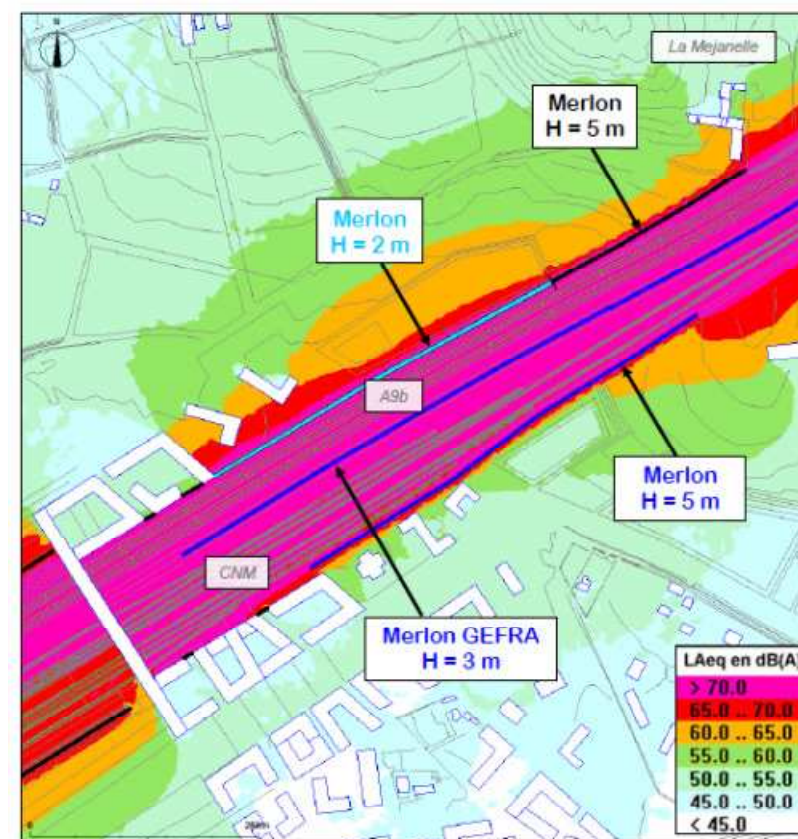 La Mejanelle
Merlon
H = 5 m
Merlon
H = 2 m
A9b
Merlon
H = 5 m
CNM
Merlon GEFRA
H = 3 m
LAeq en dB(A)
> 70.0
65.0 .. 70.0
60.0 .. 65.0
55.0 .. 60.0
50.0 .. 55.0
45.0 .. 50.0
< 45.0
0